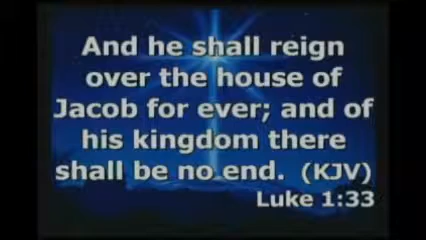 And he shall reign
over the house of
Jacob for ever; and of
his kingdom there
shall be no end. (KJV)
Luke 1:33